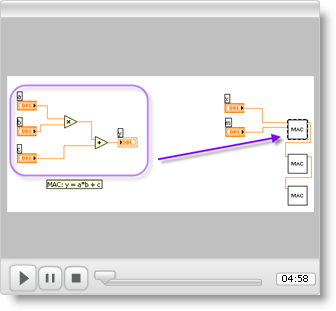 a
DBL
b
DBL
c
DBL
y
DBL
MAC: y = a*b + c
x
DBL
m
DBL
MAC
MAC
MAC
04:58